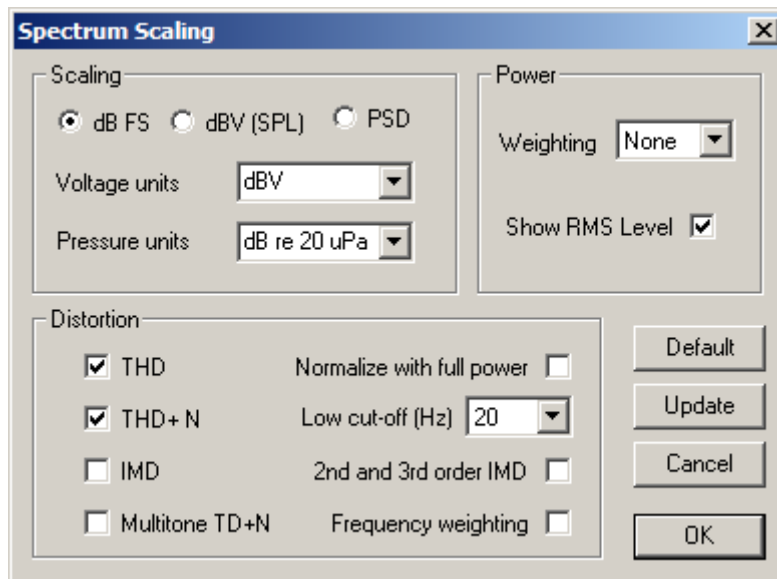 Spectrum Scaling
Scaling
dB FS dBV (SPL) PSD
Voltage units dBV
Pressure units dB re 20 uPa
Power
Weighting None
Show RMS Level
Distortion
THD Normalize with full power
THD+ N Low cut-off (Hz) 20
IMD 2nd and 3rd order IMD
Multitone TD+N Frequency weighting
Default
Update
Cancel
OK